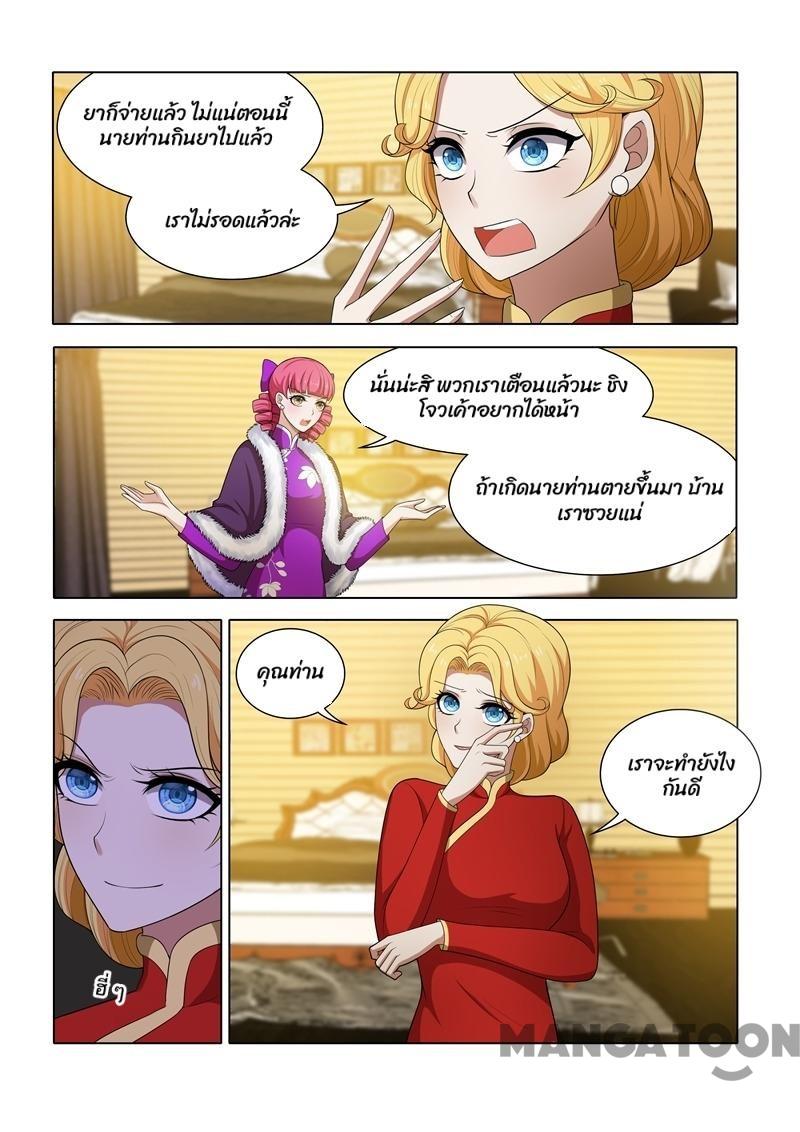 ยาก็จ่ายแล้ว ไม่แน่ตอนนี้
นายท่านกินยาไปแล้ว
เราไม่รอดแล้วล่ะ
นั่นน่ะสิ พวกเราเตือนแล้วนะ ชิง
โจวเค้าอยากได้หน้า
ถ้าเกิดนายท่านตายขึ้นมา บ้าน
เราซวยแน่
ฮี่ ๆ
คุณท่าน
เราจะทำยังไง
กันดี
MANGATOON